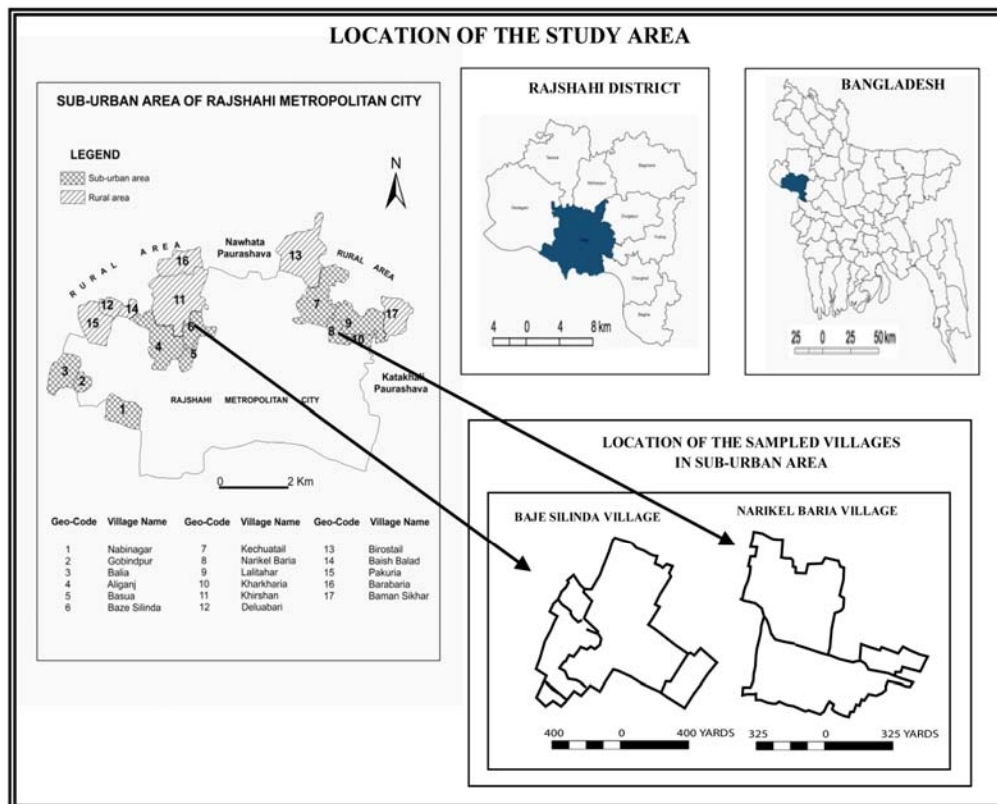 LOCATION OF THE STUDY AREA
SUB-URBAN AREA OF RAJSHAHI METROPOLITAN CITY
LEGEND
Sub-urban area
Rural area
N
RURAL AREA
Nawhata
Paurashava
RURAL AREA
16
13
11
12
14
15
6
7
9
17
8
10
4
5
3
2
1
Katakhali
Paurashava
RAJSHAHI METROPOLITAN CITY
0 2 Km
Geo-Code Village Name Geo-Code Village Name Geo-Code Village Name
1 Nabinagar 7 Kechuatail 13 Birostail
2 Gobindpur 8 Narikel Baria 14 Baish Balad
3 Balia 9 Lalitahar 15 Pakuria
4 Aliganj 10 Kharkharia 16 Barabaria
5 Basua 11 Khirshan 17 Baman Sikhar
6 Baze Silinda 12 Deluabari
RAJSHAHI DISTRICT
4 0 4 8 km
BANGLADESH
25 0 25 50 km
LOCATION OF THE SAMPLED VILLAGES
IN SUB-URBAN AREA
BAJE SILINDA VILLAGE
NARIKEL BARIA VILLAGE
400 0 400 YARDS
325 0 325 YARDS